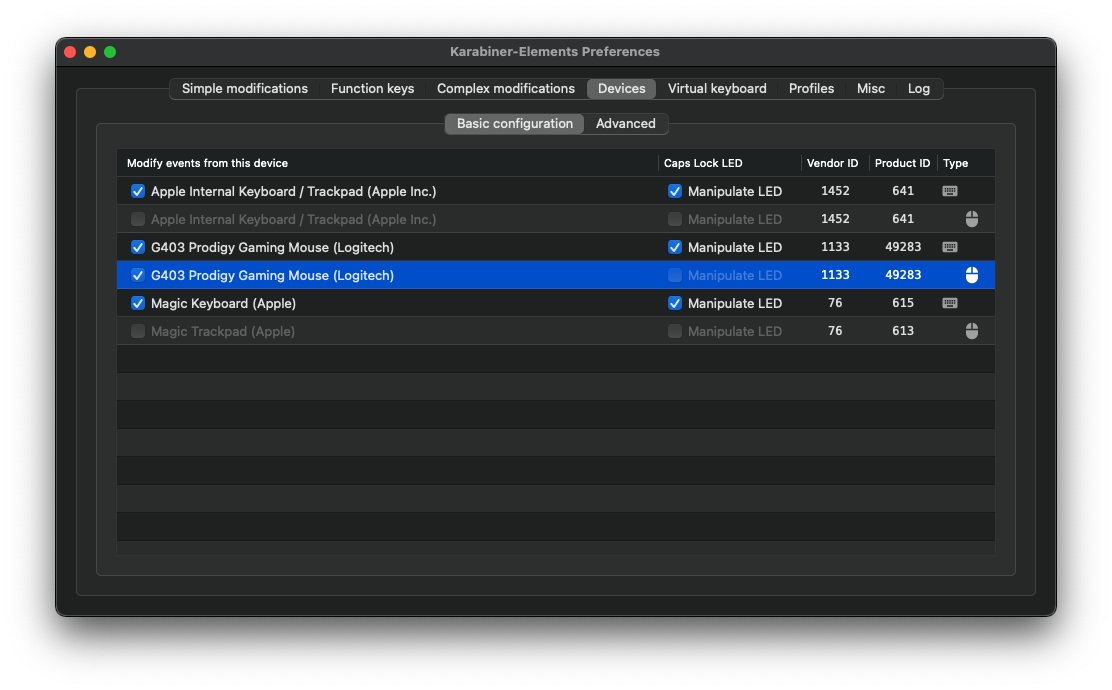 Karabiner-Elements Preferences
Simple modifications Function keys Complex modifications Devices Virtual keyboard Profiles Misc Log
Basic configuration Advanced
Modify events from this device Caps Lock LED Vendor ID Product ID Type
Apple Internal Keyboard / Trackpad (Apple Inc.) Manipulate LED 1452 641
Apple Internal Keyboard / Trackpad (Apple Inc.) Manipulate LED 1452 641
G403 Prodigy Gaming Mouse (Logitech) Manipulate LED 1133 49283
G403 Prodigy Gaming Mouse (Logitech) Manipulate LED 1133 49283
Magic Keyboard (Apple) Manipulate LED 76 615
Magic Trackpad (Apple) Manipulate LED 76 613